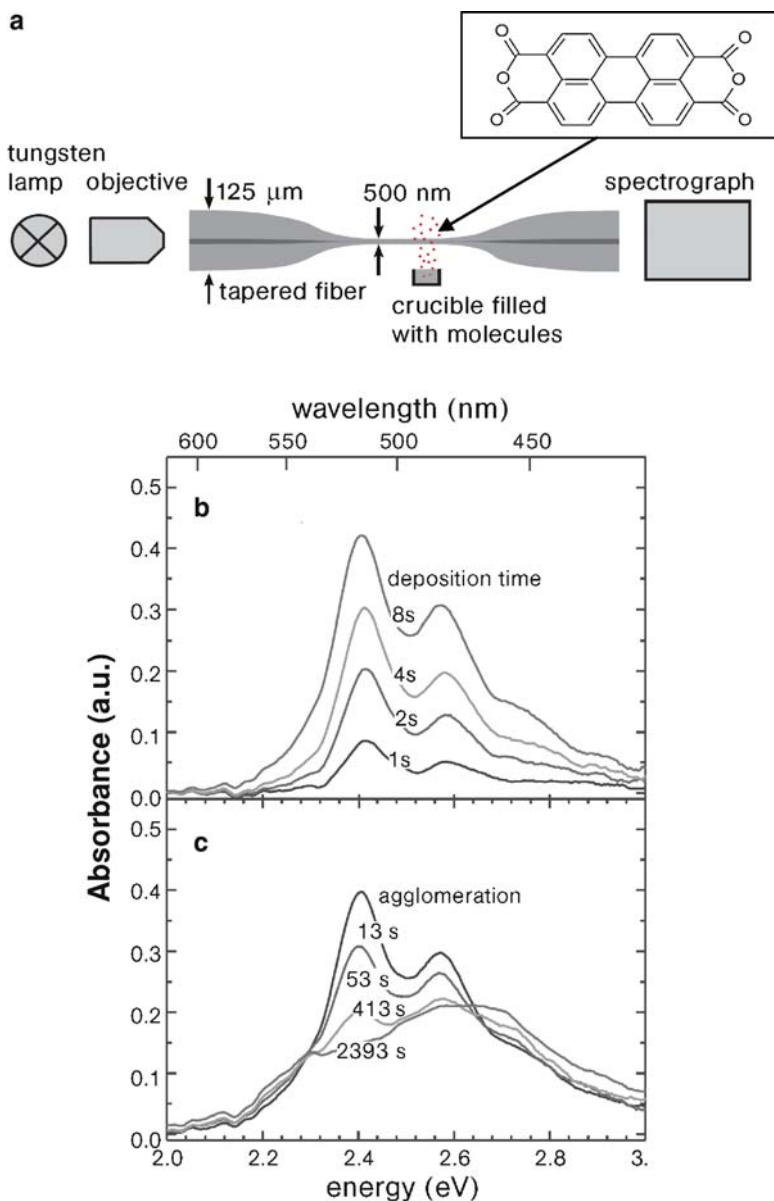 a
O O
O O
O O
tungsten
lamp objective 125 μm 500 nm spectrograph
tapered fiber crucible filled
with molecules
wavelength (nm)
600 550 500 450
0.5
b
0.4
deposition time
8s
0.3
4s
0.2
2s
0.1
1s
0.0
Absorbance (a.u.)
0.5
c
0.4
agglomeration
13 s
0.3
53 s
0.2
413 s
2393 s
0.1
0.0
2.0 2.2 2.4 2.6 2.8 3.
energy (eV)